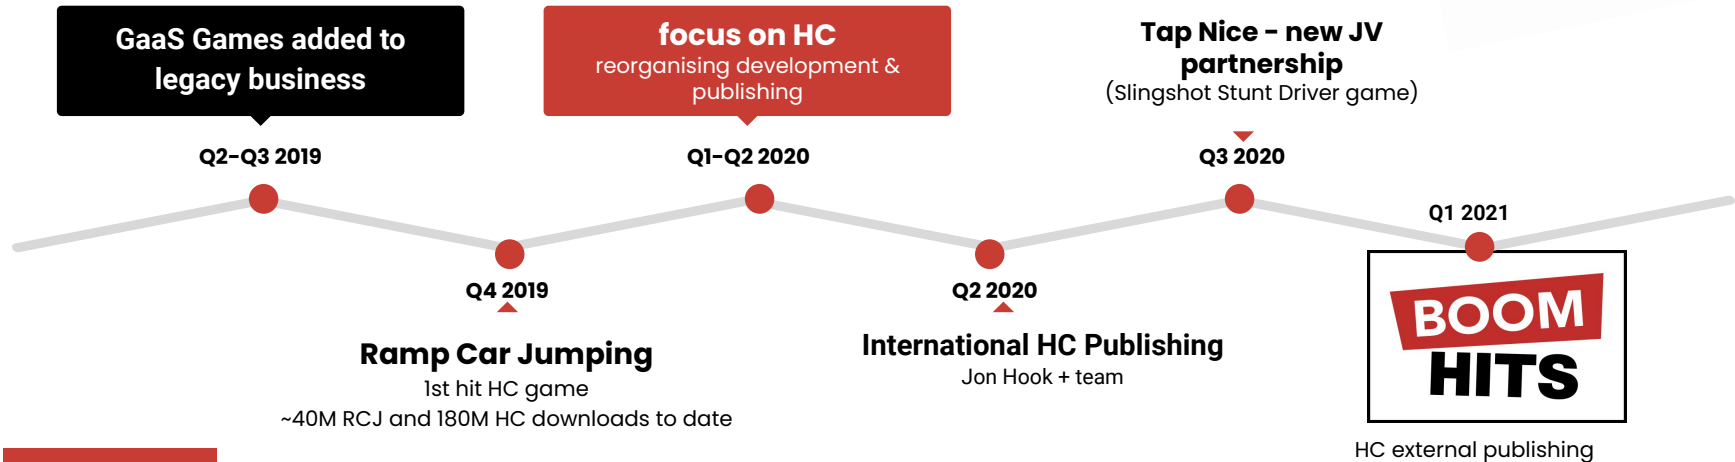 GaaS Games added to
legacy business
Q2-Q3 2019
focus on HC
reorganising development &
publishing
Q1-Q2 2020
Tap Nice - new JV
partnership
(Slingshot Stunt Driver game)
Q3 2020
Q4 2019
Ramp Car Jumping
1st hit HC game
~40M RCJ and 180M HC downloads to date
Q2 2020
International HC Publishing
Jon Hook + team
Q1 2021
BOOM
HITS
HC external publishing